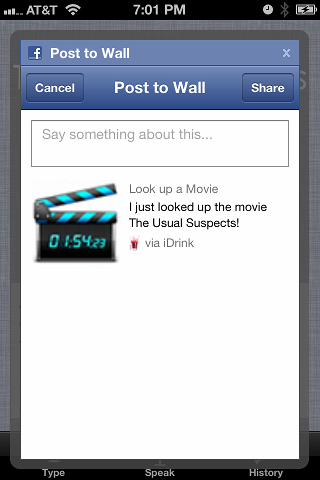 AT&T 7:01 PM
Post to Wall x
Cancel Post to Wall Share
Say something about this...
Look up a Movie
I just looked up the movie
The Usual Suspects!
via iDrink
01:54:23
Type Speak History